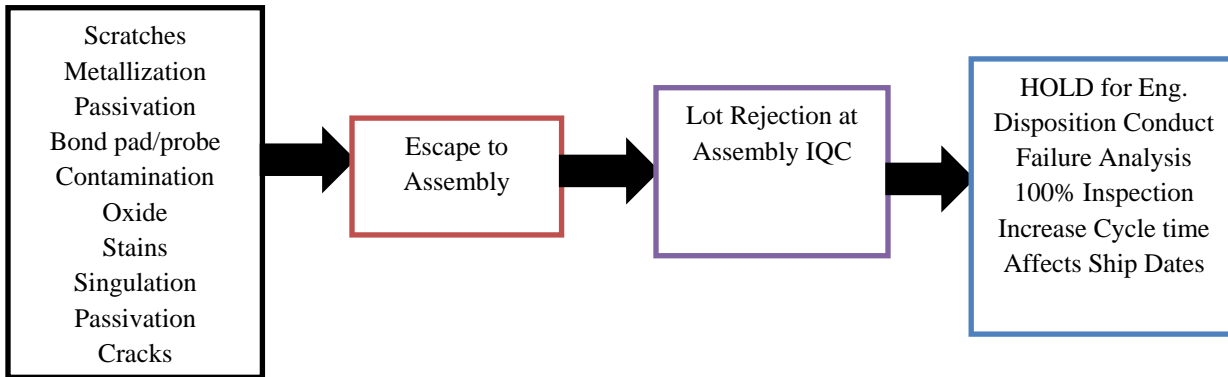 Scratches
Metallization
Passivation
Bond pad/probe
Contamination
Oxide
Stains
Singulation
Passivation
Cracks
Escape to
Assembly
Lot Rejection at
Assembly IQC
HOLD for Eng.
Disposition Conduct
Failure Analysis
100% Inspection
Increase Cycle time
Affects Ship Dates